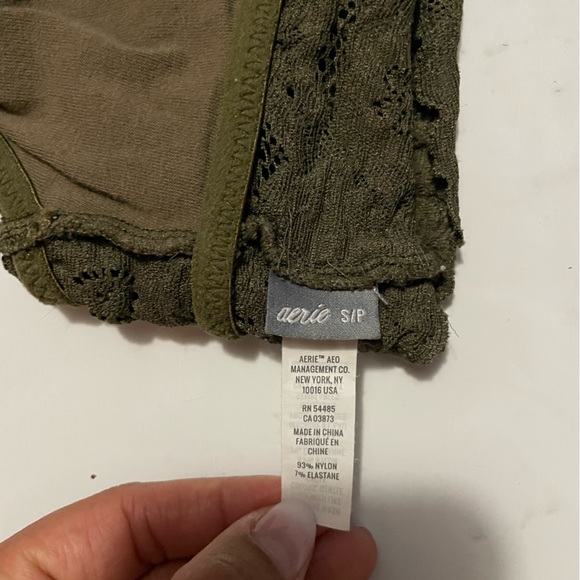 aerie S/P
AERIE™ AEO
MANAGEMENT CO.
NEW YORK, NY
10016 USA
RN 54485
CA 03873
MADE IN CHINA
FABRIQUÉ EN
CHINE
93% NYLON
7% ELASTANE